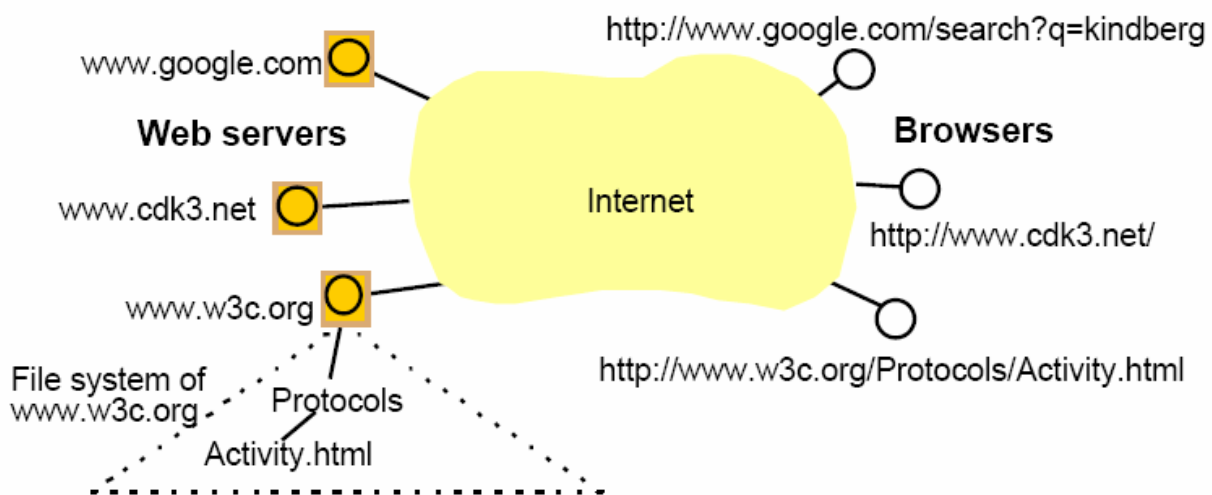 http://www.google.com/search?q=kindberg
www.google.com
Web servers
Browsers
www.cdk3.net
Internet
http://www.cdk3.net/
www.w3c.org
http://www.w3c.org/Protocols/Activity.html
File system of
www.w3c.org
Protocols
Activity.html